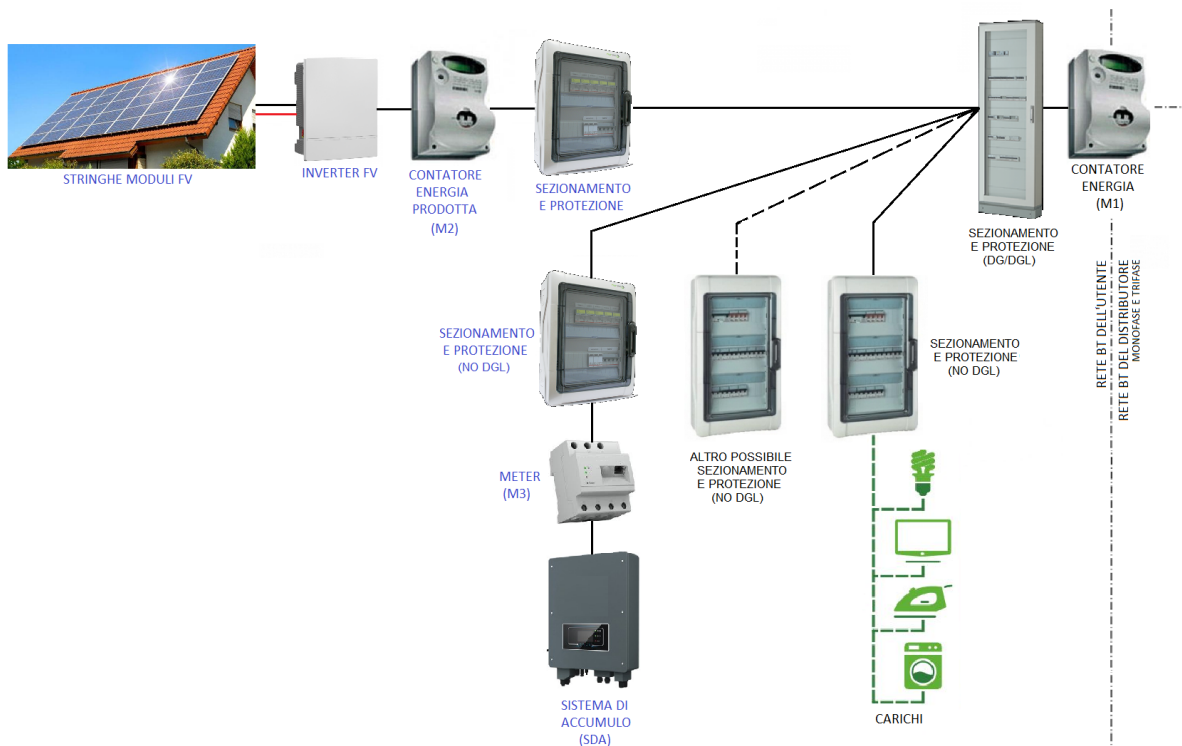 STRINGHE MODULI FV
INVERTER FV
CONTATORE
ENERGIA
PRODOTTA
(M2)
SEZIONAMENTO
E PROTEZIONE
CONTATORE
ENERGIA
(M1)
SEZIONAMENTO
E PROTEZIONE
(DG/DGL)
SEZIONAMENTO
E PROTEZIONE
(NO DGL)
SEZIONAMENTO
E PROTEZIONE
(NO DGL)
RETE BT DELL'UTENTE
RETE BT DEL DISTRIBUTORE
MONOFASE E TRIFASE
ALTRO POSSIBILE
SEZIONAMENTO
E PROTEZIONE
(NO DGL)
METER
(M3)
SISTEMA DI
ACCUMULO
(SDA)
CARICHI